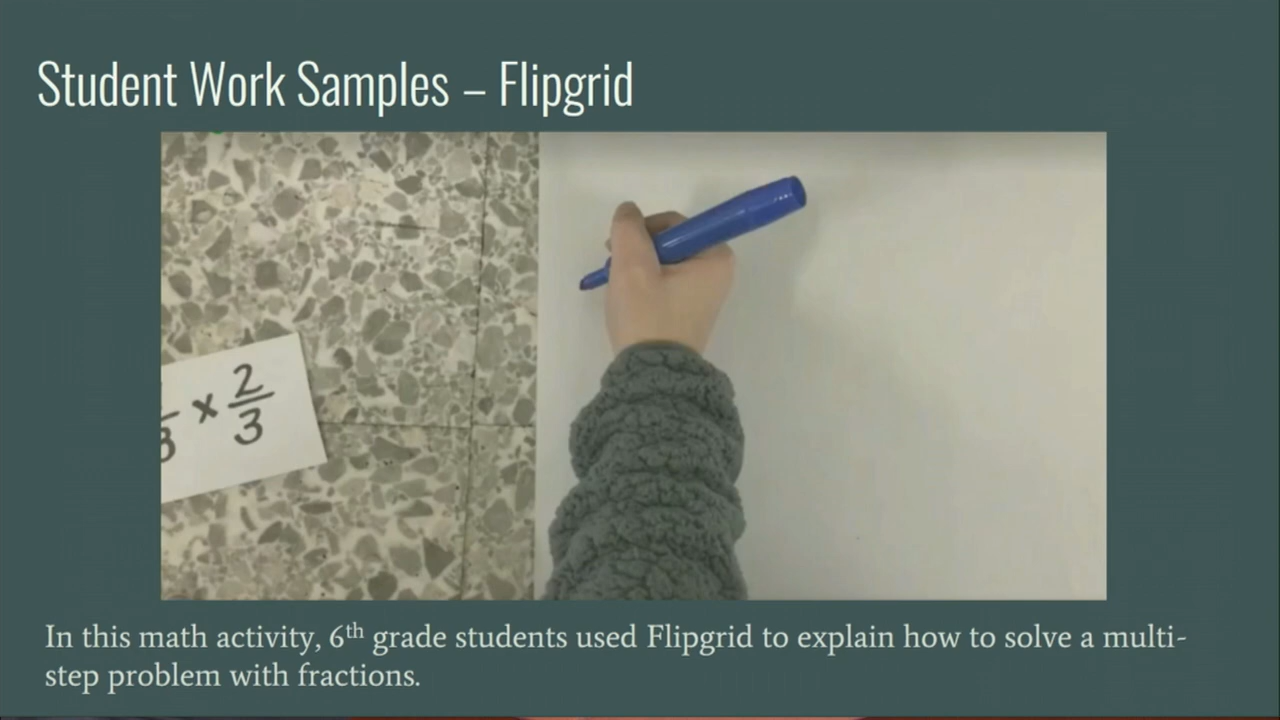 Student Work Samples – Flipgrid
3 × 2/3
In this math activity, 6th grade students used Flipgrid to explain how to solve a multi-
step problem with fractions.